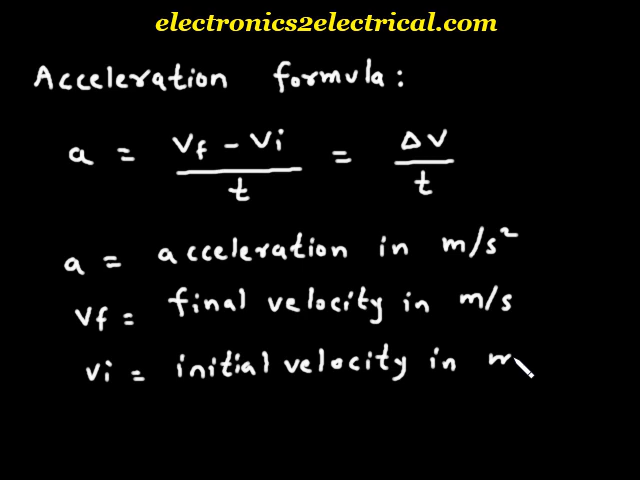 electronics2electrical.com
Acceleration formula:
a = Vf - Vi / t = ΔV / t
a = acceleration in m/s²
Vf = final velocity in m/s
Vi = initial velocity in m